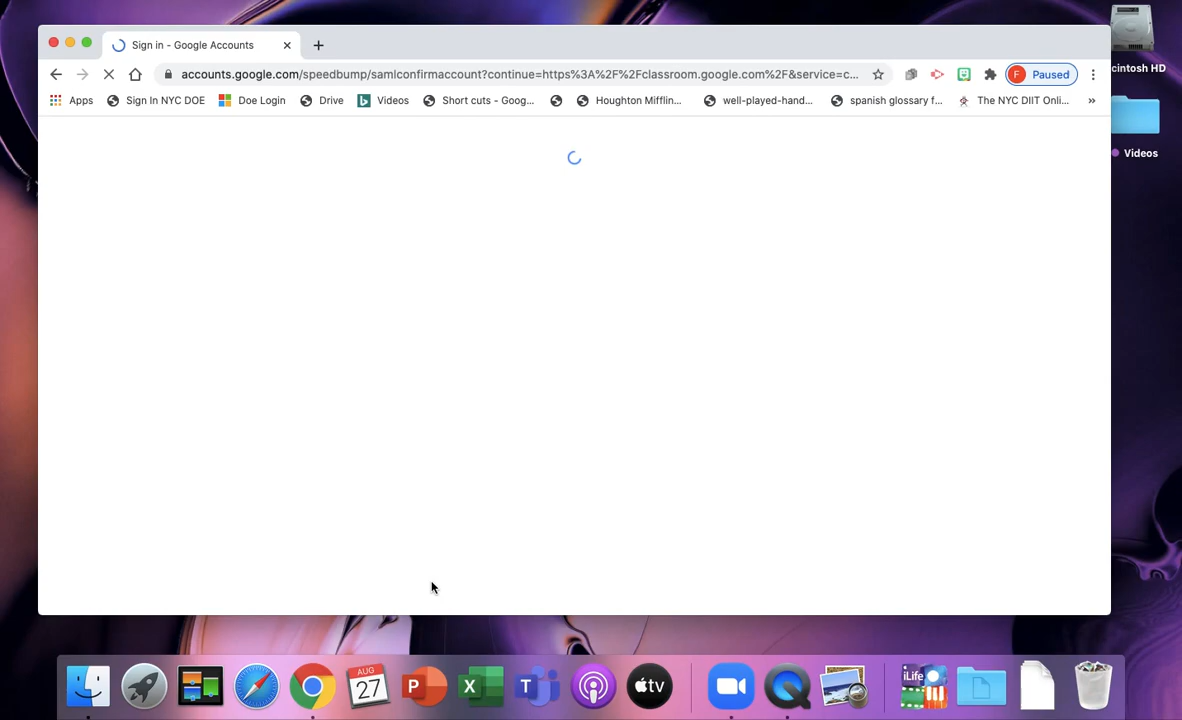 Sign in - Google Accounts
accounts.google.com/speedbump/samlconfirmaccount?continue=https%3A%2F%2Fclassroom.google.com%2F&service=c...
F Paused
Apps Sign In NYC DOE Doe Login Drive Videos Short cuts - Goog... Houghton Mifflin... well-played-hand... spanish glossary f... The NYC DIIT Onli... »
cintosh HD
Videos
AUG
27
P
X
T
tv
iLife